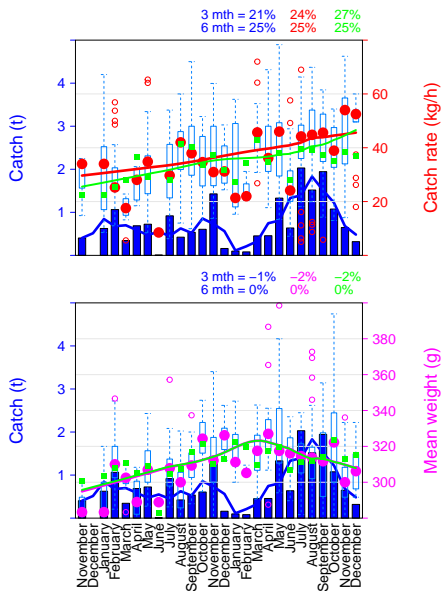 3 mth = 21% 24% 27%
6 mth = 25% 25% 25%
5
4
3
2
1
Catch (t)
60
40
20
Catch rate (kg/h)
3 mth = −1% −2% −2%
6 mth = 0% 0% 0%
5
4
3
2
1
Catch (t)
380
360
340
320
300
Mean weight (g)
November
December
January
February
March
April
May
June
July
August
September
October
November
December
January
February
March
April
May
June
July
August
September
October
November
December